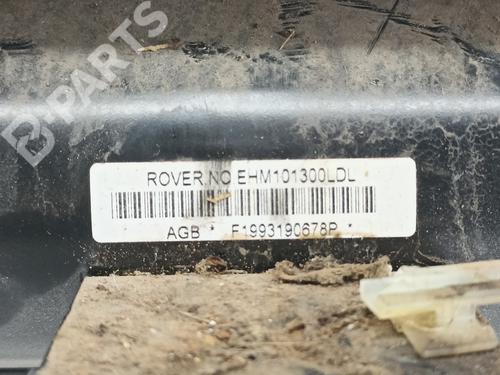 B-PARTS
ROVER NO EHM101300LDL
AGB F1993190678P